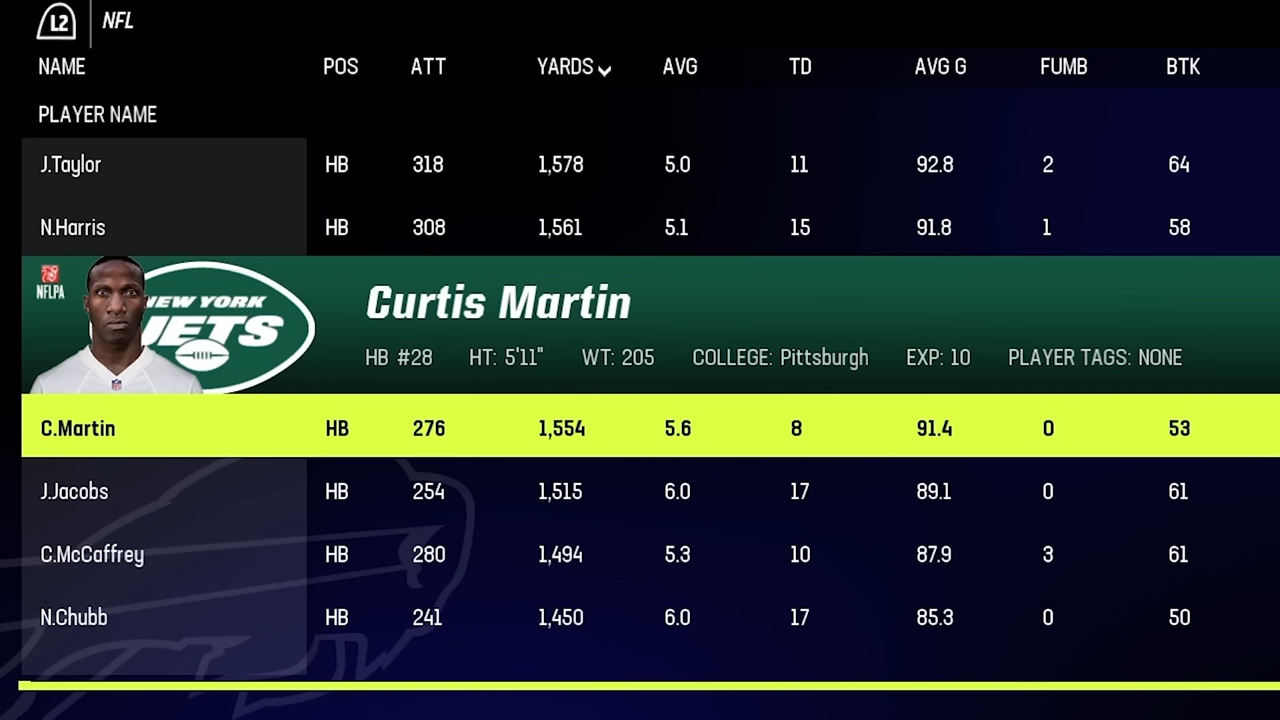 L2 NFL
NAME POS ATT YARDS AVG TD AVG G FUMB BTK
PLAYER NAME
J.Taylor HB 318 1,578 5.0 11 92.8 2 64
N.Harris HB 308 1,561 5.1 15 91.8 1 58
NFLPA
NEW YORK
JETS
Curtis Martin
HB #28 HT: 5'11" WT: 205 COLLEGE: Pittsburgh EXP: 10 PLAYER TAGS: NONE
C.Martin HB 276 1,554 5.6 8 91.4 0 53
J.Jacobs HB 254 1,515 6.0 17 89.1 0 61
C.McCaffrey HB 280 1,494 5.3 10 87.9 3 61
N.Chubb HB 241 1,450 6.0 17 85.3 0 50